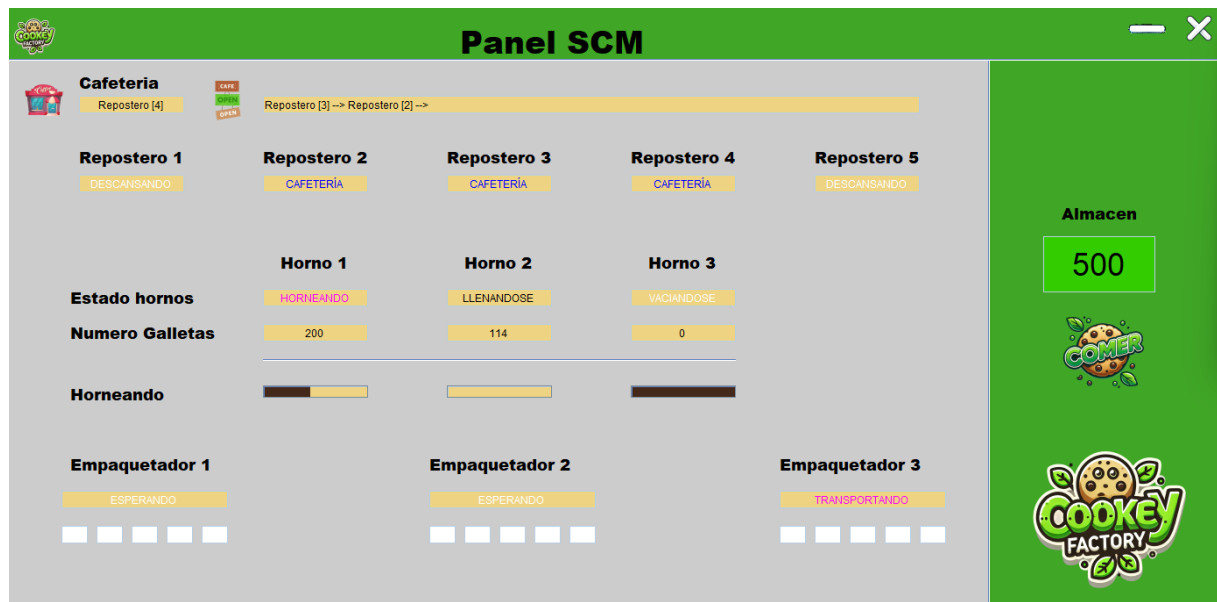 COOKEY
FACTORY
Panel SCM
Cafeteria
Repostero [4]
CAFE
OPEN
OPEN
Repostero [3] --> Repostero [2] -->
Repostero 1 Repostero 2 Repostero 3 Repostero 4 Repostero 5
DESCANSANDO CAFETERÍA CAFETERÍA CAFETERÍA DESCANSANDO
Almacen
500
Horno 1 Horno 2 Horno 3
Estado hornos HORNEANDO LLENANDOSE VACIANDOSE
Numero Galletas 200 114 0
COMER
Horneando
Empaquetador 1 Empaquetador 2 Empaquetador 3
ESPERANDO ESPERANDO TRANSPORTANDO
COOKEY
FACTORY